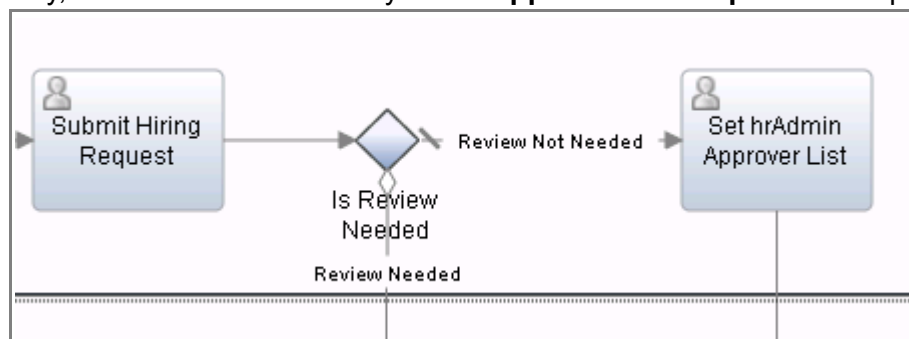 Submit Hiring
Request
Review Not Needed
Set hrAdmin
Approver List
Is Review
Needed
Review Needed